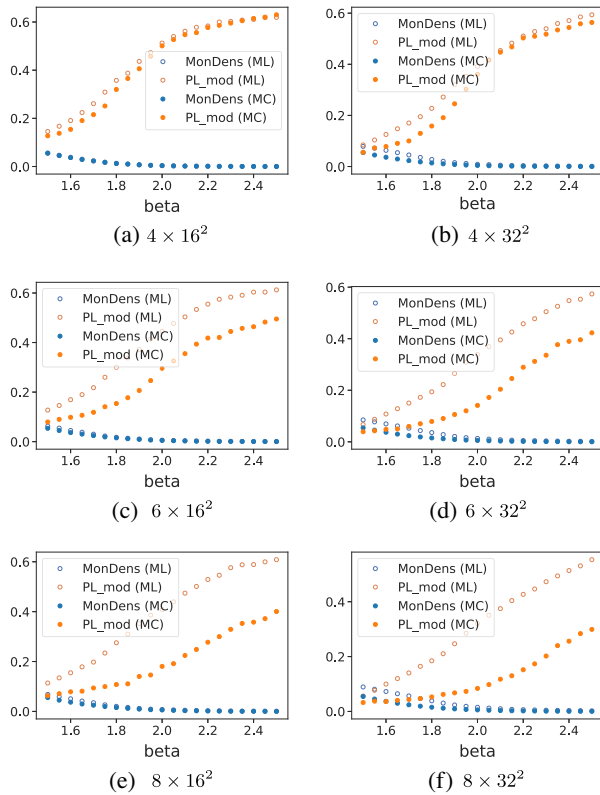 0.6
0.4
0.2
0.0
MonDens (ML)
PL_mod (ML)
MonDens (MC)
PL_mod (MC)
1.6 1.8 2.0 2.2 2.4
beta
(a) 4 × 16²
0.6
0.4
0.2
0.0
MonDens (ML)
PL_mod (ML)
MonDens (MC)
PL_mod (MC)
1.6 1.8 2.0 2.2 2.4
beta
(b) 4 × 32²
0.6
0.4
0.2
0.0
MonDens (ML)
PL_mod (ML)
MonDens (MC)
PL_mod (MC)
1.6 1.8 2.0 2.2 2.4
beta
(c) 6 × 16²
0.6
0.4
0.2
0.0
MonDens (ML)
PL_mod (ML)
MonDens (MC)
PL_mod (MC)
1.6 1.8 2.0 2.2 2.4
beta
(d) 6 × 32²
0.6
0.4
0.2
0.0
MonDens (ML)
PL_mod (ML)
MonDens (MC)
PL_mod (MC)
1.6 1.8 2.0 2.2 2.4
beta
(e) 8 × 16²
0.4
0.2
0.0
MonDens (ML)
PL_mod (ML)
MonDens (MC)
PL_mod (MC)
1.6 1.8 2.0 2.2 2.4
beta
(f) 8 × 32²